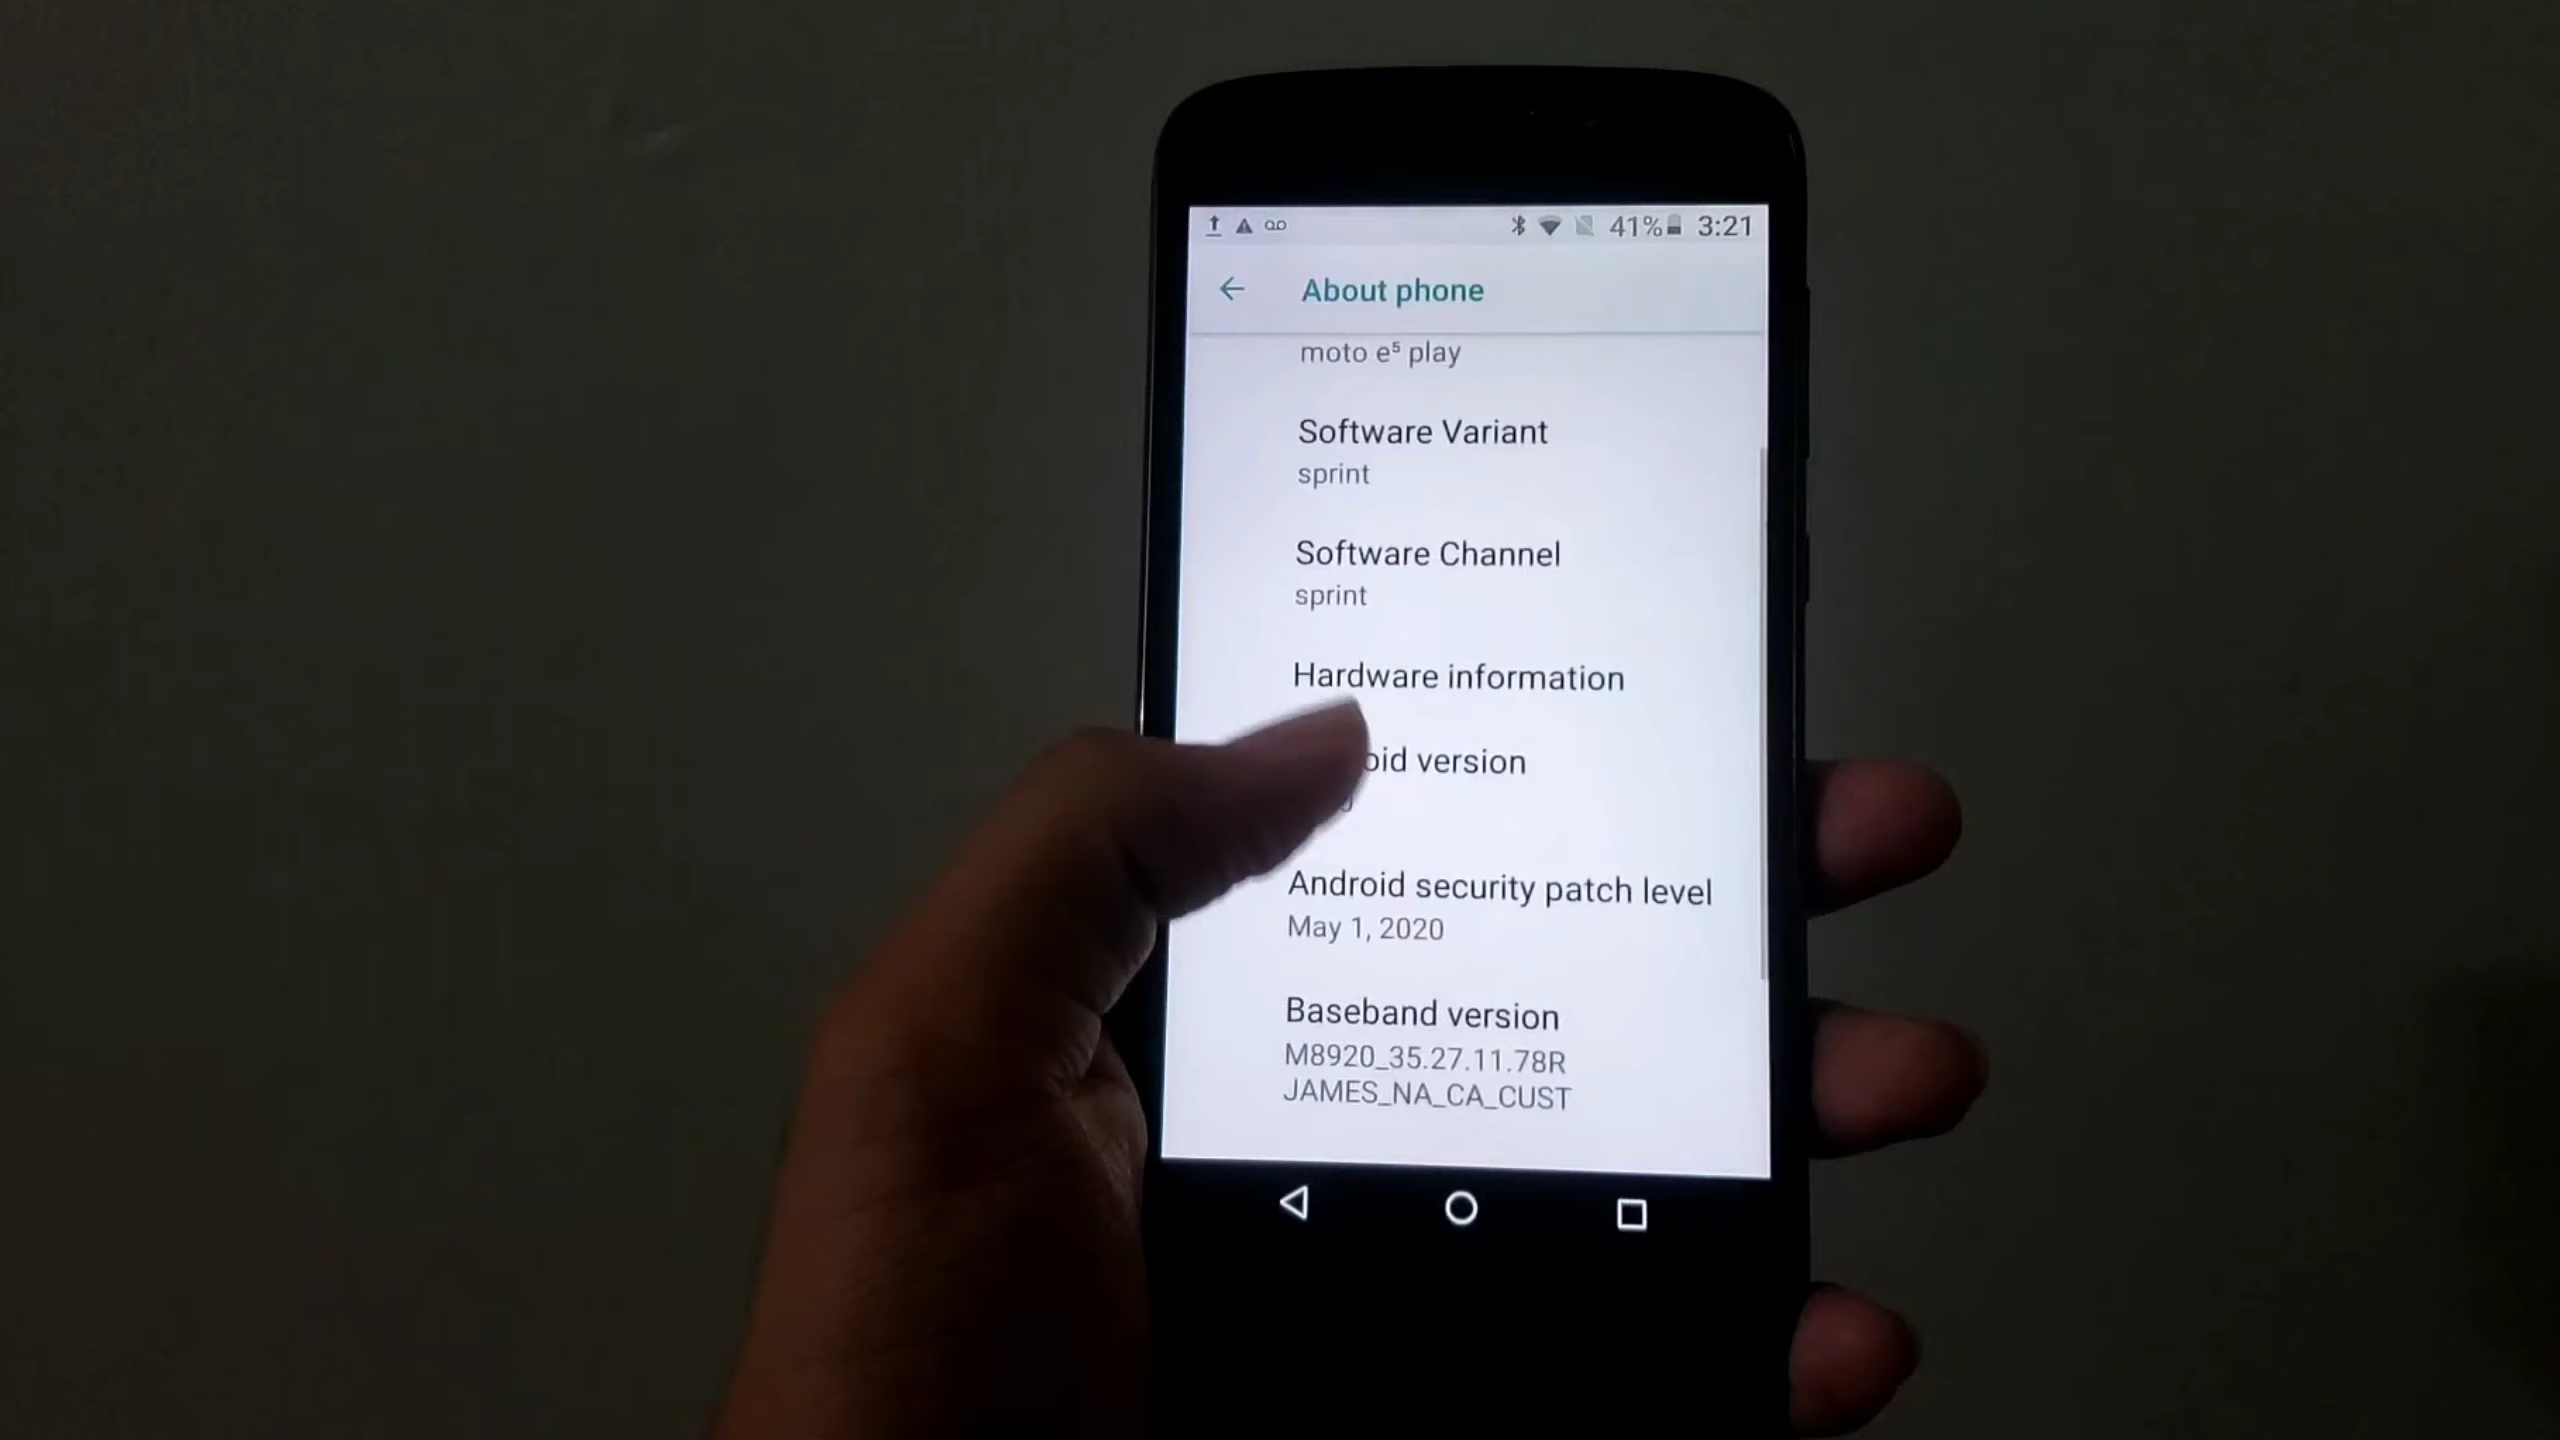 41% 3:21
About phone
moto e⁵ play
Software Variant
sprint
Software Channel
sprint
Hardware information
version
Android security patch level
May 1, 2020
Baseband version
M8920_35.27.11.78R
JAMES_NA_CA_CUST